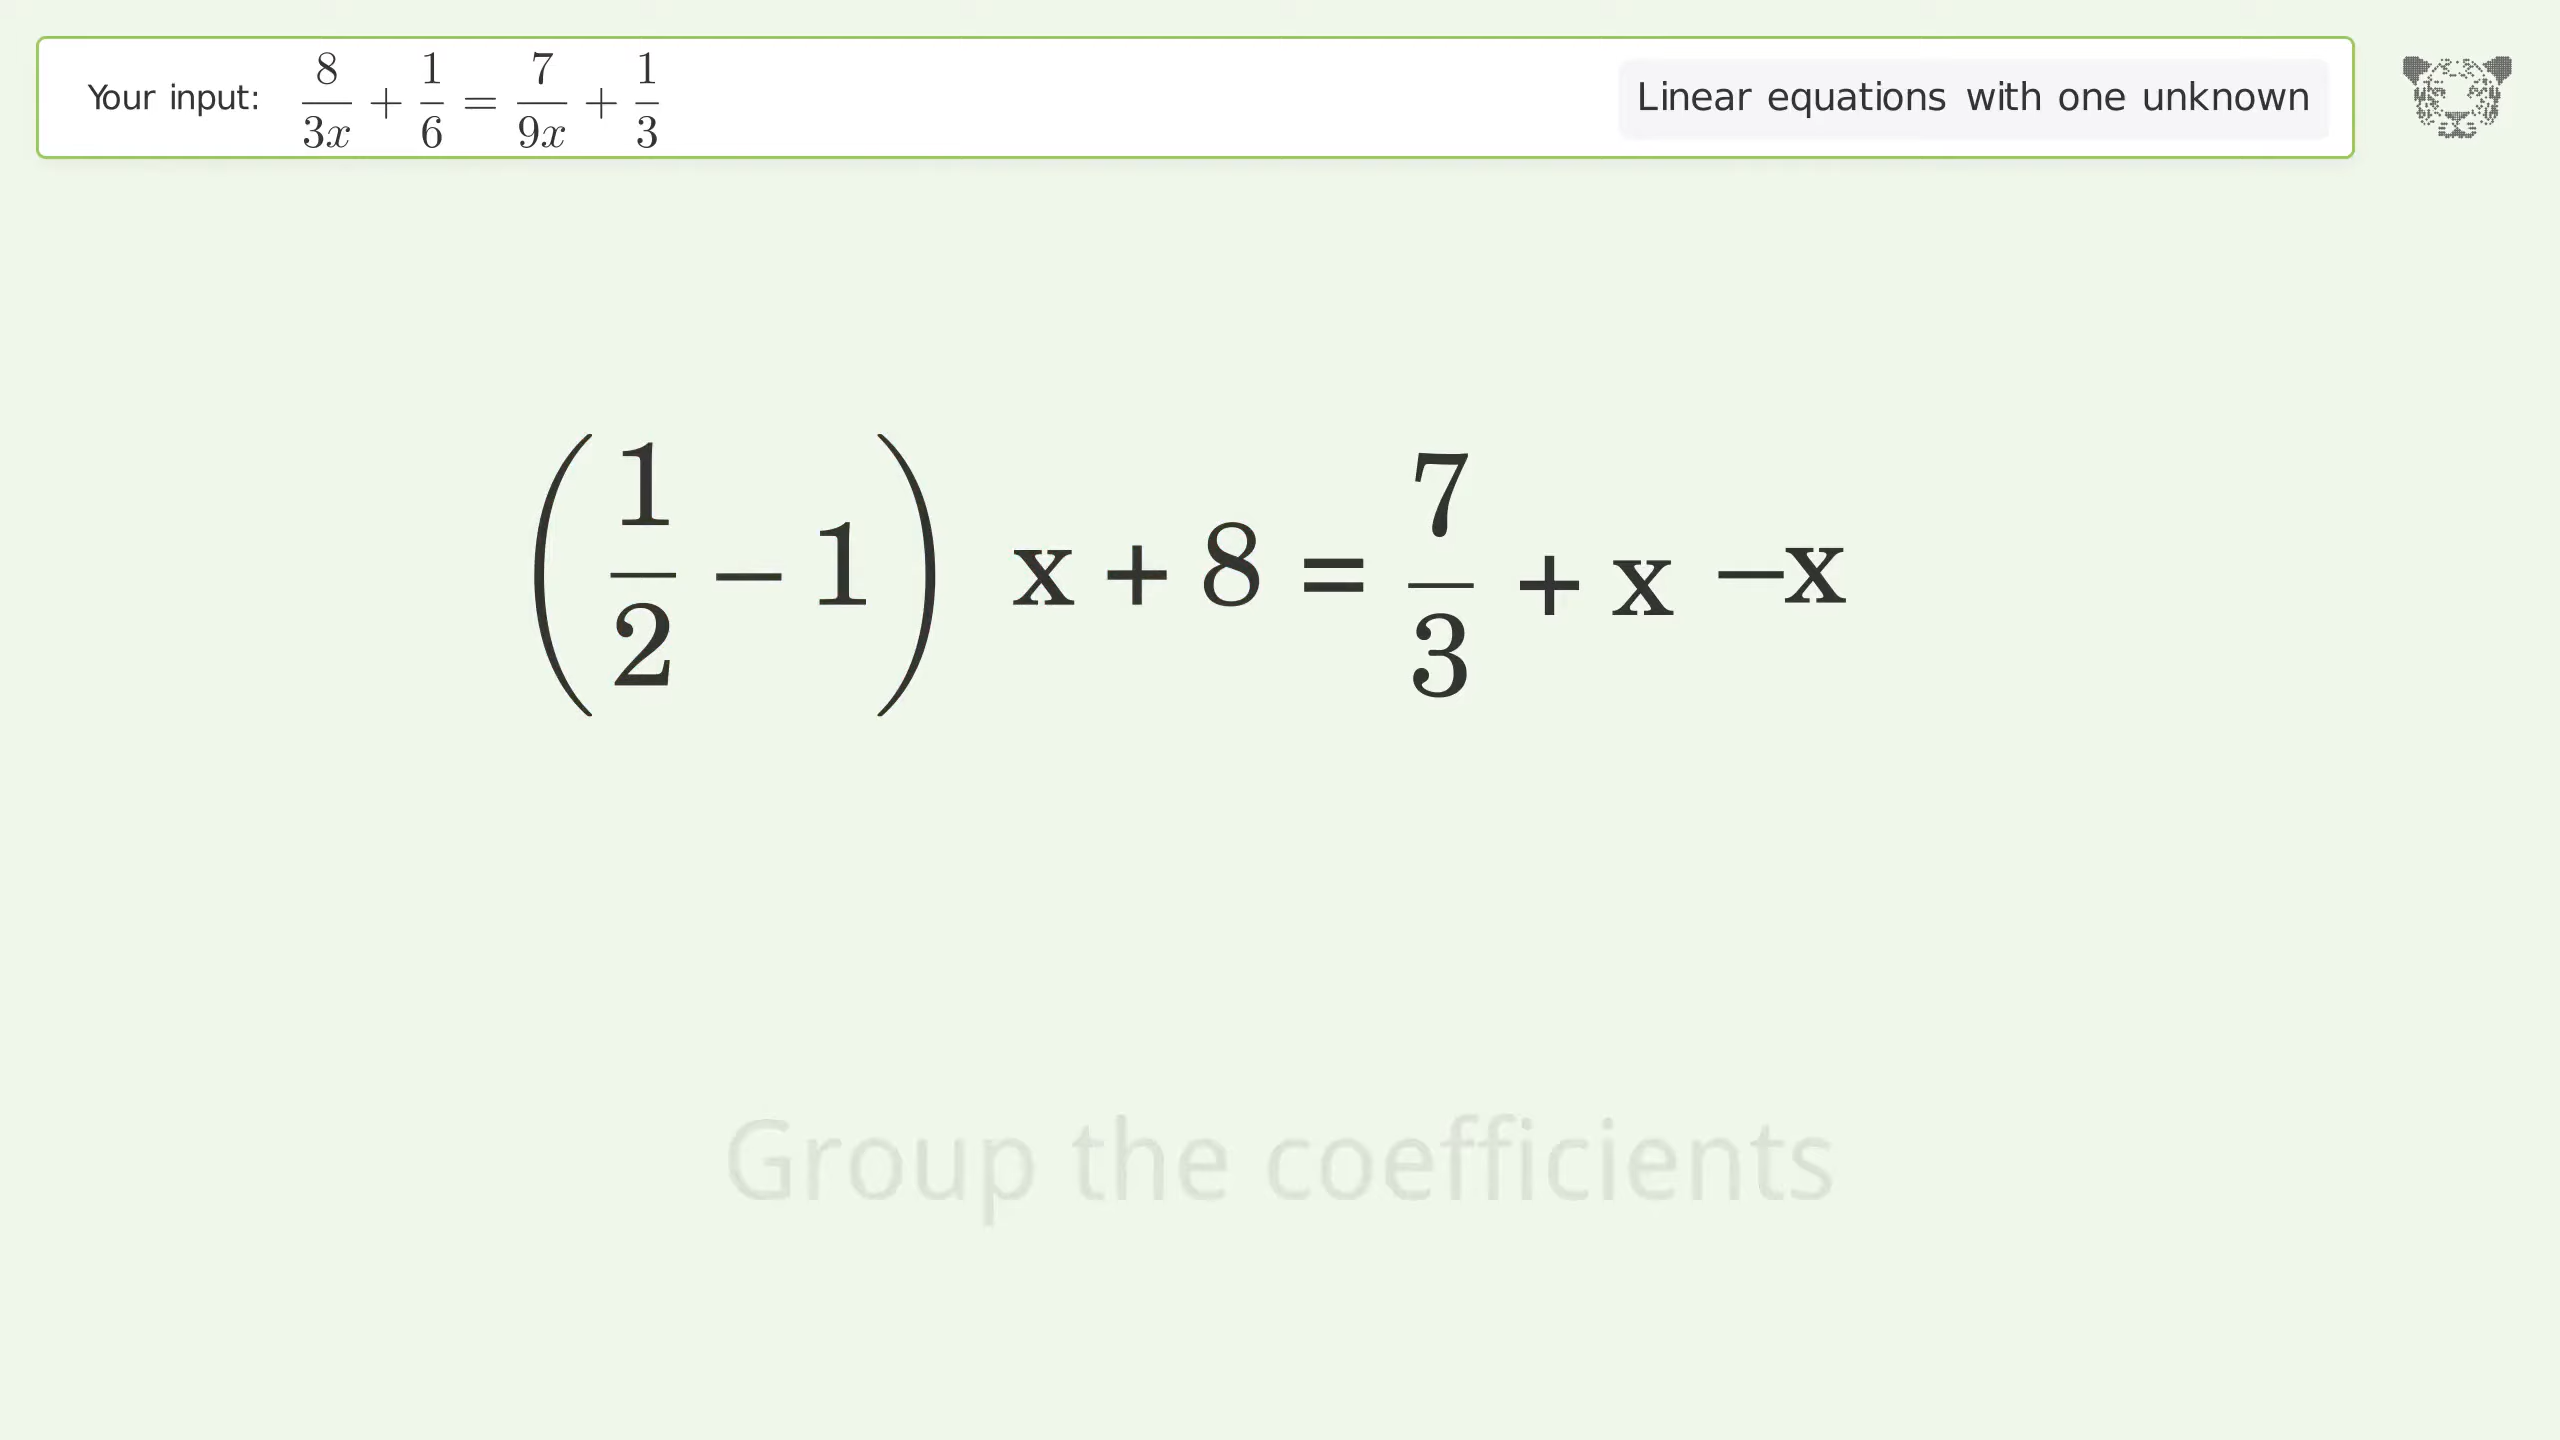 Your input: 8/3x + 1/6 = 7/9x + 1/3
Linear equations with one unknown
(1/2 − 1) x + 8 = 7/3 + x −x
Group the coefficients